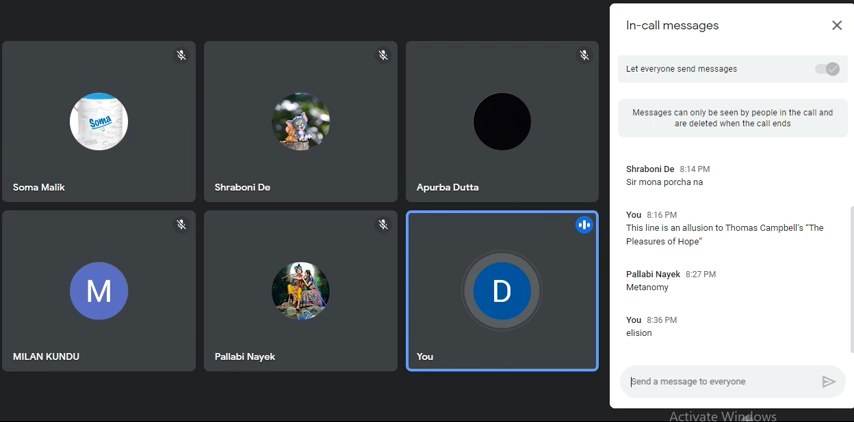 Soma
Soma Malik
Shraboni De
Apurba Dutta
M
MILAN KUNDU
Pallabi Nayek
D
You
In-call messages
Let everyone send messages
Messages can only be seen by people in the call and
are deleted when the call ends
Shraboni De 8:14 PM
Sir mona porcha na
You 8:16 PM
This line is an allusion to Thomas Campbell's "The
Pleasures of Hope"
Pallabi Nayek 8:27 PM
Metanomy
You 8:36 PM
elision
Send a message to everyone
Activate Windows